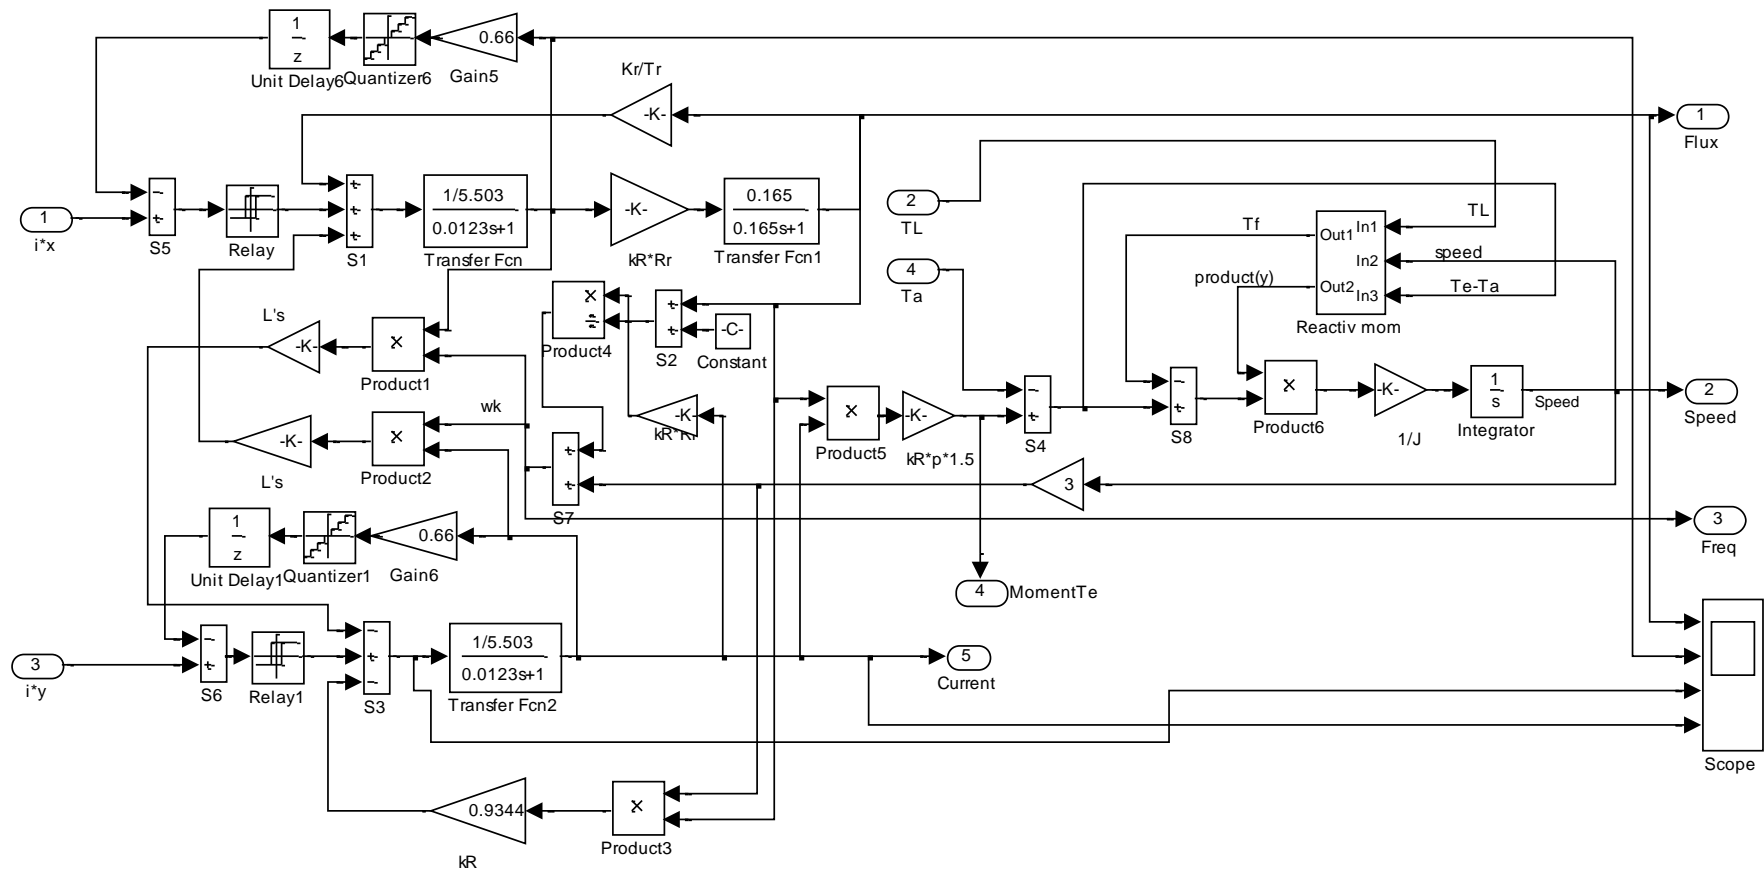 1
z
Unit Delay6
Quantizer6
0.66
Gain5
Kr/Tr
-K-
1
Flux
1
i*x
S5
Relay
S1
1/5.503
0.0123s+1
Transfer Fcn
-K-
kR*Rr
0.165
0.165s+1
Transfer Fcn1
2
TL
4
Ta
Tf
TL
Out1
In1
speed
In2
product(y)
Te-Ta
Out2
In3
Reactiv mom
L's
-K-
Product1
Product4
S2
-C-
Constant
wk
-K-
L's
Product2
-K-
kR*Rr
Product5
-K-
kR*p*1.5
S4
S8
Product6
-K-
1/J
1
s
Integrator
Speed
2
Speed
S7
3
3
Freq
1
z
Unit Delay1
Quantizer1
0.66
Gain6
4
MomentTe
3
i*y
S6
Relay1
S3
1/5.503
0.0123s+1
Transfer Fcn2
5
Current
Scope
0.9344
kR
Product3